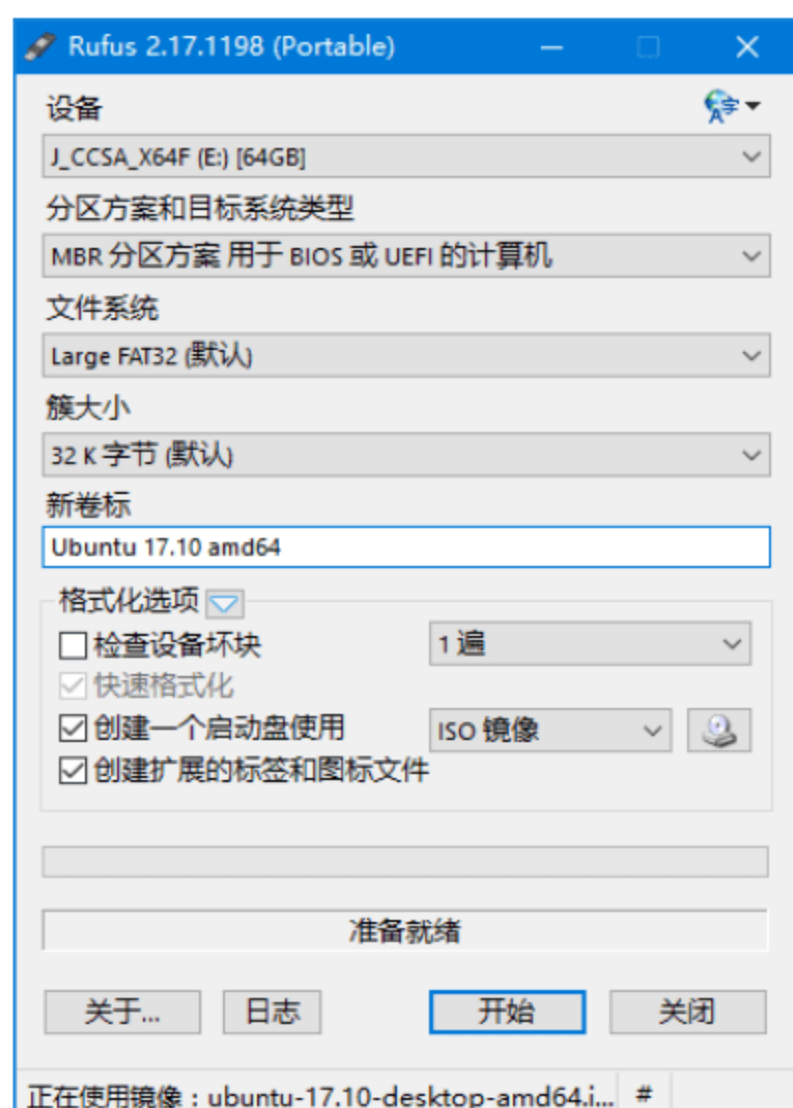 Rufus 2.17.1198 (Portable)
设备
J_CCSA_X64F (E:) [64GB]
分区方案和目标系统类型
MBR 分区方案 用于 BIOS 或 UEFI 的计算机
文件系统
Large FAT32 (默认)
簇大小
32 K 字节 (默认)
新卷标
Ubuntu 17.10 amd64
格式化选项
检查设备坏块 1 遍
快速格式化
创建一个启动盘使用 ISO 镜像
创建扩展的标签和图标文件
准备就绪
关于... 日志 开始 关闭
正在使用镜像：ubuntu-17.10-desktop-amd64.i... #